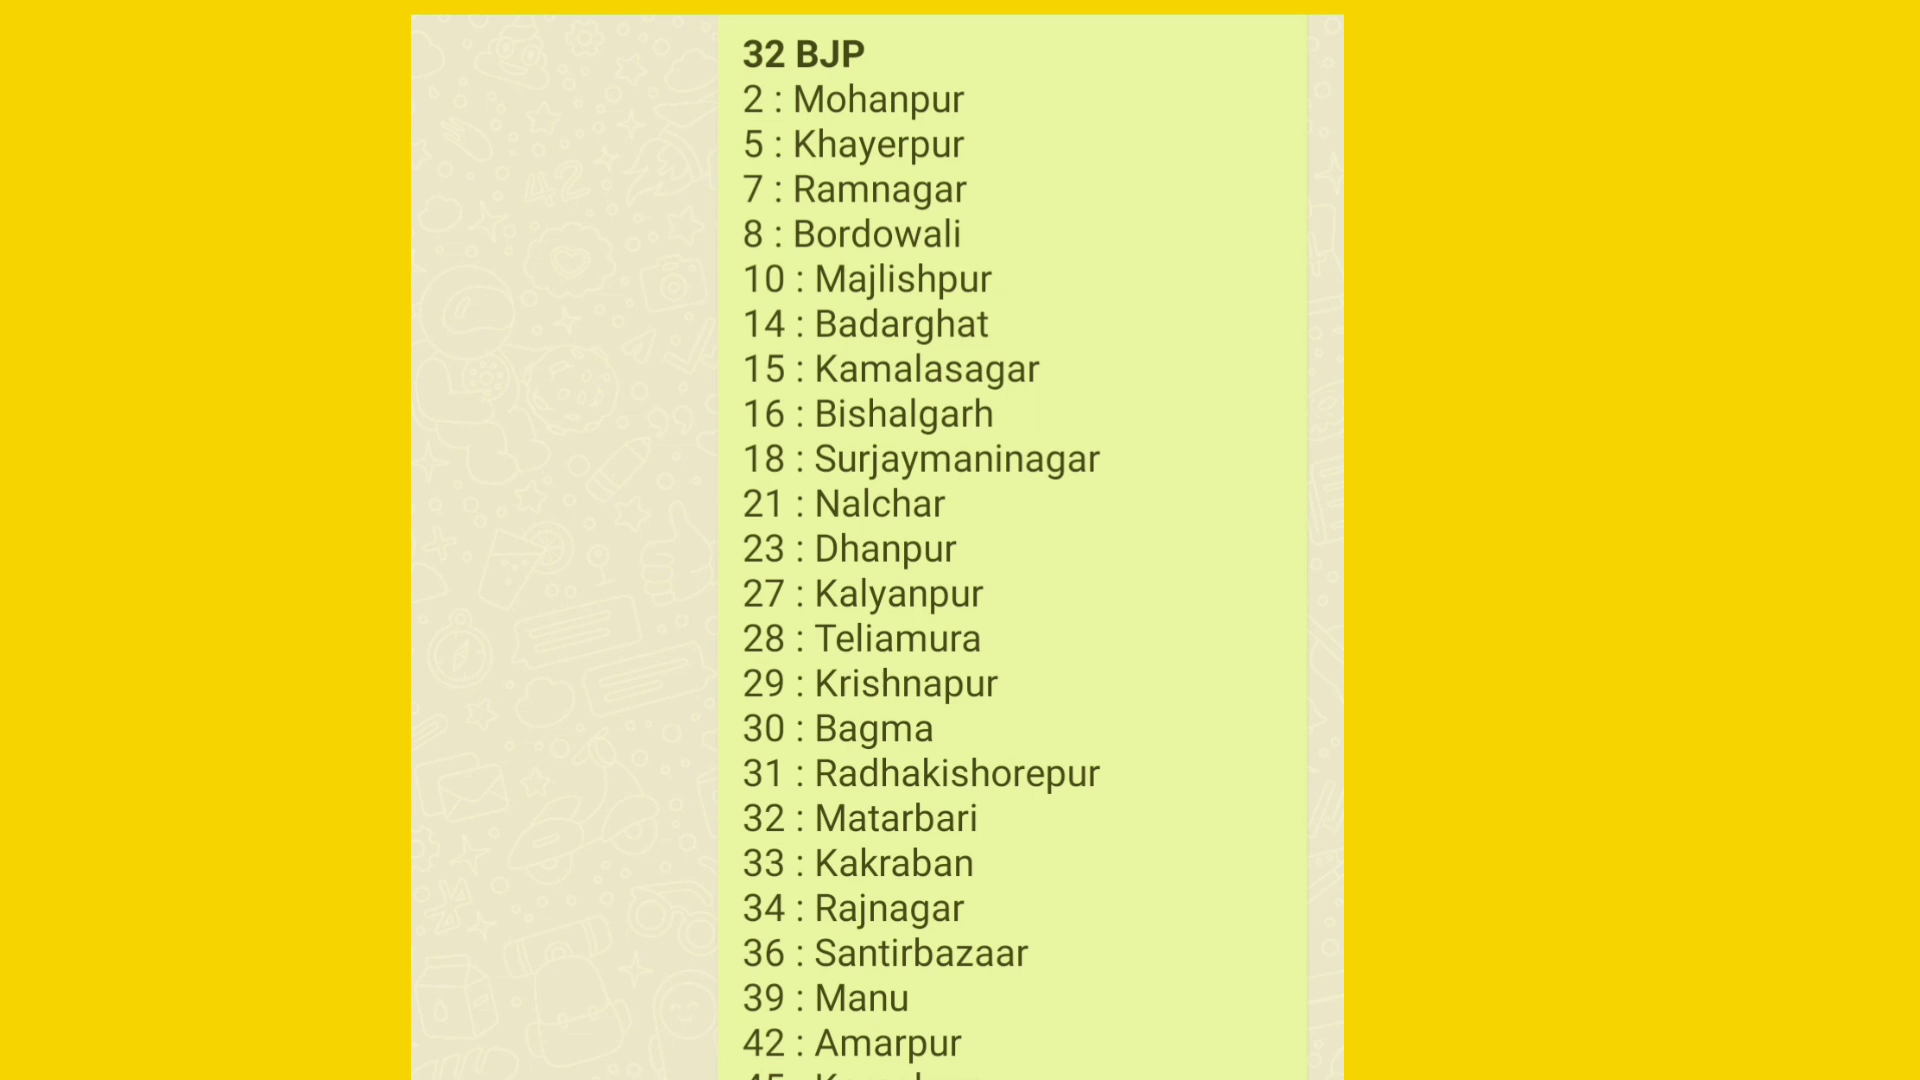 32 BJP
2 : Mohanpur
5 : Khayerpur
7 : Ramnagar
8 : Bordowali
10 : Majlishpur
14 : Badarghat
15 : Kamalasagar
16 : Bishalgarh
18 : Surjaymaninagar
21 : Nalchar
23 : Dhanpur
27 : Kalyanpur
28 : Teliamura
29 : Krishnapur
30 : Bagma
31 : Radhakishorepur
32 : Matarbari
33 : Kakraban
34 : Rajnagar
36 : Santirbazaar
39 : Manu
42 : Amarpur